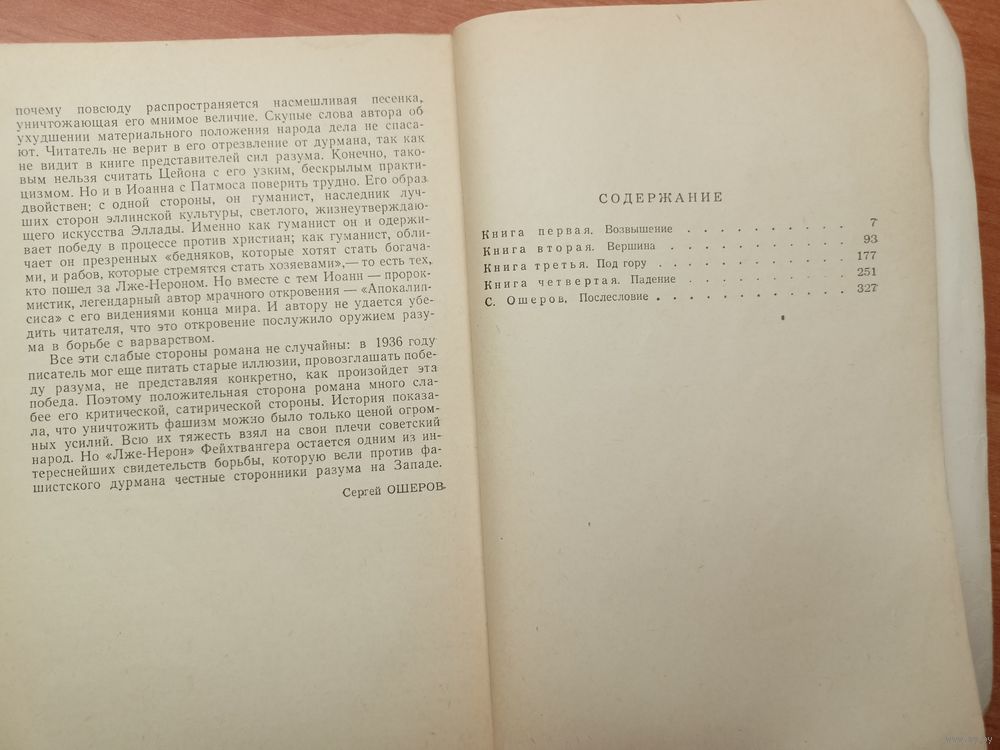 почему повсюду распространяется насмешливая песенка,
уничтожающая его мнимое величие. Скупые слова автора об
ухудшении материального положения народа дела не спаса-
ют. Читатель не верит в его отрезвление от дурмана, так как
не видит в книге представителей сил разума. Конечно, тако-
вым нельзя считать Цейона с его узким, бескрылым практи-
цизмом. Но и в Иоанна с Патмоса поверить трудно. Его образ
двойствен: с одной стороны, он гуманист, наследник луч-
ших сторон эллинской культуры, светлого, жизнеутверждаю-
щего искусства Эллады. Именно как гуманист он и одержи-
вает победу в процессе против христиан; как гуманист, обли-
чает он презренных «бедняков, которые хотят стать богача-
ми, и рабов, которые стремятся стать хозяевами»,— то есть тех,
кто пошел за Лже-Нероном. Но вместе с тем Иоанн — пророк-
мистик, легендарный автор мрачного откровения — «Апокалип-
сиса» с его видениями конца мира. И автору не удается убе-
дить читателя, что это откровение послужило оружием разу-
ма в борьбе с варварством.
Все эти слабые стороны романа не случайны: в 1936 году
писатель мог еще питать старые иллюзии, провозглашать побе-
ду разума, не представляя конкретно, как произойдет эта
победа. Поэтому положительная сторона романа много сла-
бее его критической, сатирической стороны. История показа-
ла, что уничтожить фашизм можно было только ценой огром-
ных усилий. Всю их тяжесть взял на свои плечи советский
народ. Но «Лже-Нерон» Фейхтвангера остается одним из ин-
тереснейших свидетельств борьбы, которую вели против фа-
шистского дурмана честные сторонники разума на Западе.
Сергей ОШЕРОВ
СОДЕРЖАНИЕ
Книга первая. Возвышение . . . . . . . . . . 7
Книга вторая. Вершина . . . . . . . . . . . 93
Книга третья. Под гору . . . . . . . . . . . 177
Книга четвертая. Падение . . . . . . . . . . 251
С. Ошеров. Послесловие . . . . . . . . . . . 327